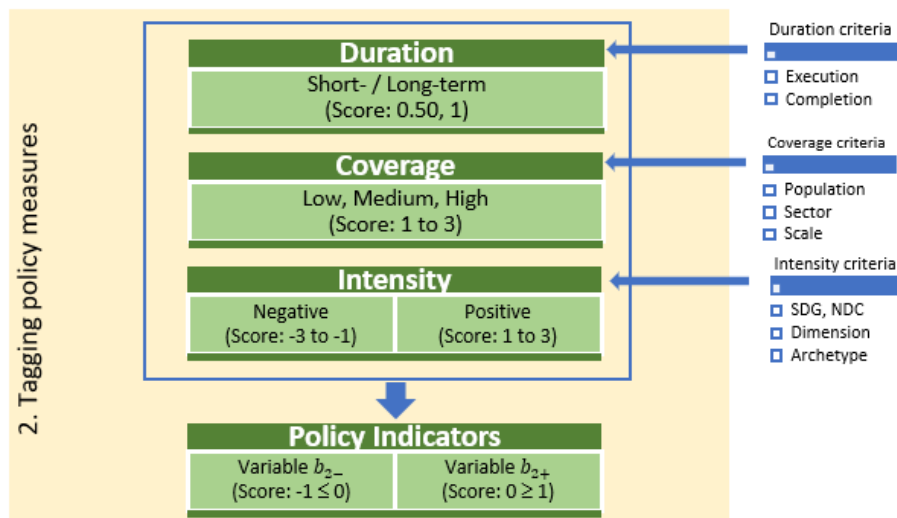 2. Tagging policy measures
Duration
Short- / Long-term
(Score: 0.50, 1)
Coverage
Low, Medium, High
(Score: 1 to 3)
Intensity
Negative
(Score: -3 to -1)
Positive
(Score: 1 to 3)
Policy Indicators
Variable b₂₋
(Score: -1 ≤ 0)
Variable b₂₊
(Score: 0 ≥ 1)
Duration criteria
Execution
Completion
Coverage criteria
Population
Sector
Scale
Intensity criteria
SDG, NDC
Dimension
Archetype